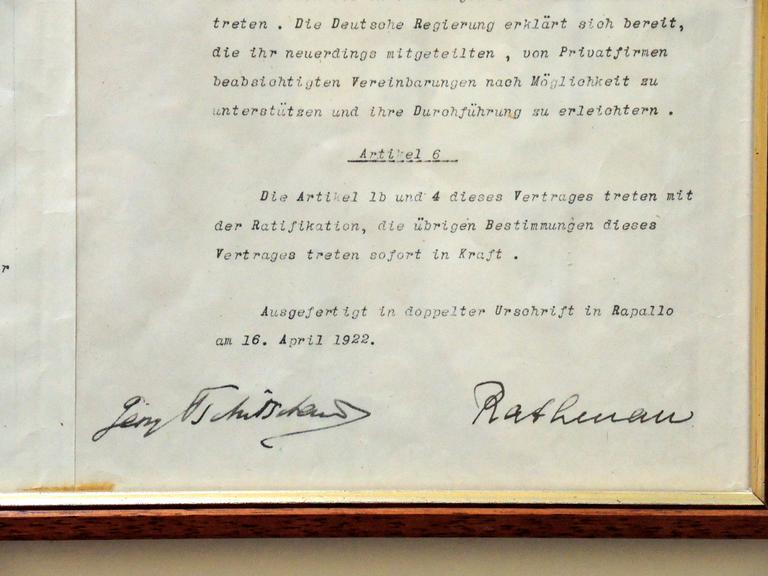 treten . Die Deutsche Regierung erklärt sich bereit,
die ihr neuerdings mitgeteilten , von Privatfirmen
beabsichtigten Vereinbarungen nach Möglichkeit zu
unterstützen und ihre Durchführung zu erleichtern .
Artikel 6
Die Artikel 1b und 4 dieses Vertrages treten mit
der Ratifikation, die übrigen Bestimmungen dieses
Vertrages treten sofort in Kraft .
r
Ausgefertigt in doppelter Urschrift in Rapallo
am 16. April 1922.
Rathenau